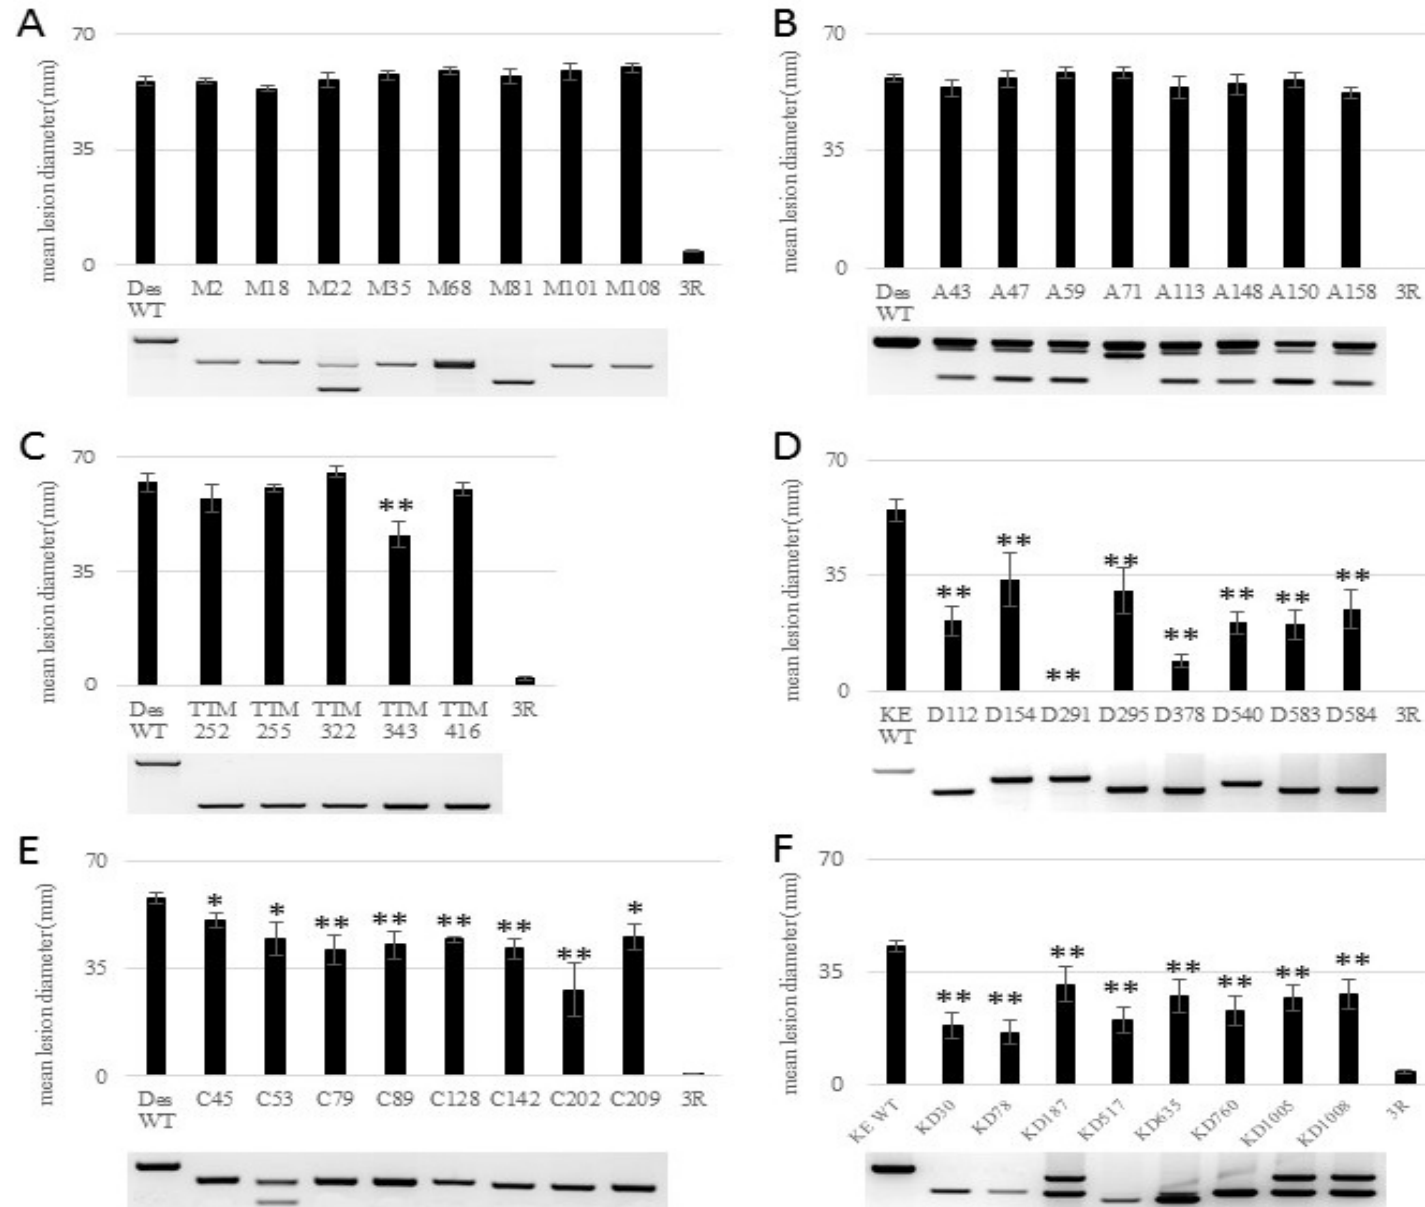 A
70
35
0
mean lesion diameter(mm)
Des WT M2 M18 M22 M35 M68 M81 M101 M108 3R
B
70
35
0
mean lesion diameter(mm)
Des WT A43 A47 A59 A71 A113 A148 A150 A158 3R
C
70
35
0
mean lesion diameter(mm)
**
Des TTM TTM TTM TTM TTM 3R
WT 252 255 322 343 416
D
70
35
0
mean lesion diameter(mm)
** ** ** ** ** ** ** **
KE WT D112 D154 D291 D295 D378 D540 D583 D584 3R
E
70
35
0
mean lesion diameter(mm)
* * ** ** ** ** ** *
Des WT C45 C53 C79 C89 C128 C142 C202 C209 3R
F
70
35
0
mean lesion diameter(mm)
** ** ** ** ** ** ** **
KE WT KD30 KD78 KD187 KD517 KD635 KD760 KD1005 KD1008 3R